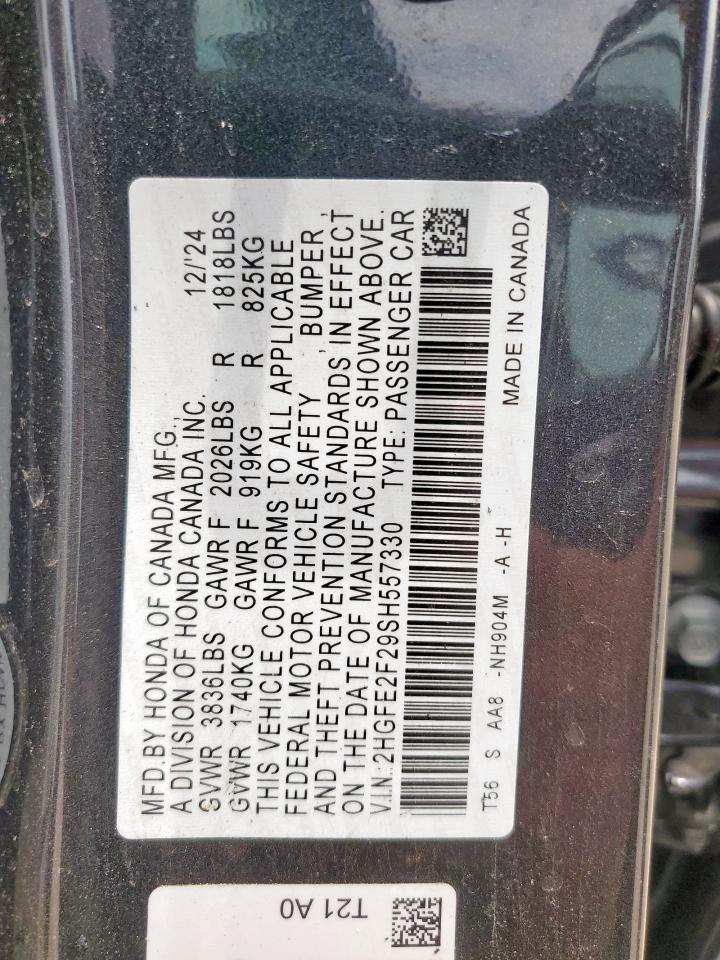 MFD.BY HONDA OF CANADA MFG.,
A DIVISION OF HONDA CANADA INC. 12/'24
GVWR 3836LBS GAWR F 2026LBS R 1818LBS
GVWR 1740KG GAWR F 919KG R 825KG
THIS VEHICLE CONFORMS TO ALL APPLICABLE
FEDERAL MOTOR VEHICLE SAFETY , BUMPER ,
AND THEFT PREVENTION STANDARDS IN EFFECT
ON THE DATE OF MANUFACTURE SHOWN ABOVE.
V.I.N.:2HGFE2F29SH557330 TYPE: PASSENGER CAR
T56 S AA8 -NH904M -A -H
MADE IN CANADA
T21 A0